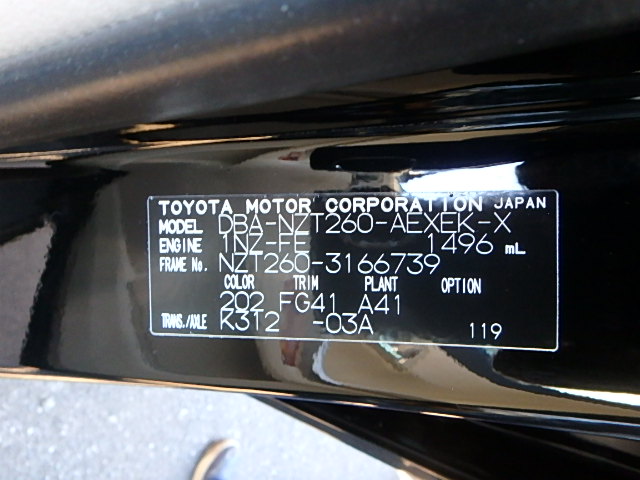 TOYOTA MOTOR CORPORATION JAPAN
MODEL DBA-NZT260-AEXEK-X
ENGINE 1NZ-FE 1496 mL
FRAME No. NZT260-3166739
COLOR TRIM PLANT OPTION
202 FG41 A41
TRANS./AXLE K312 -03A 119